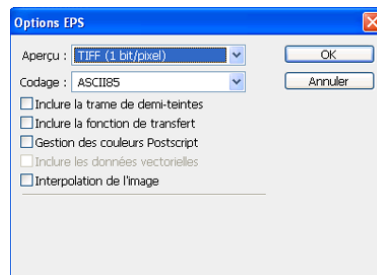 Options EPS
Aperçu : TIFF (1 bit/pixel)
OK
Codage : ASCII85
Annuler
Inclure la trame de demi-teintes
Inclure la fonction de transfert
Gestion des couleurs Postscript
Inclure les données vectorielles
Interpolation de l'image